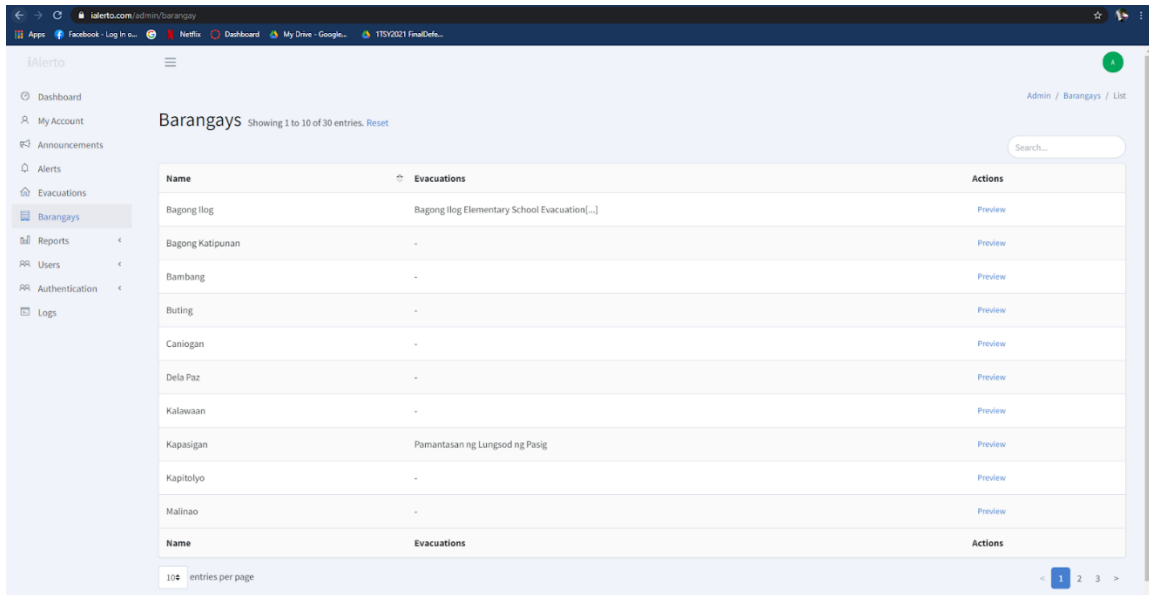 ialerto.com/admin/barangay
Apps Facebook - Log In o... Netflix Dashboard My Drive - Google... 1TSY2021 FinalDefe...
iAlerto
A
Dashboard
My Account
Announcements
Alerts
Evacuations
Barangays
Reports
Users
Authentication
Logs
Admin / Barangays / List
Barangays Showing 1 to 10 of 30 entries. Reset
Search...
Name Evacuations Actions
Bagong Ilog Bagong Ilog Elementary School Evacuation[...] Preview
Bagong Katipunan - Preview
Bambang - Preview
Buting - Preview
Caniogan - Preview
Dela Paz - Preview
Kalawaan - Preview
Kapasigan Pamantasan ng Lungsod ng Pasig Preview
Kapitolyo - Preview
Malinao - Preview
Name Evacuations Actions
10 entries per page
< 1 2 3 >